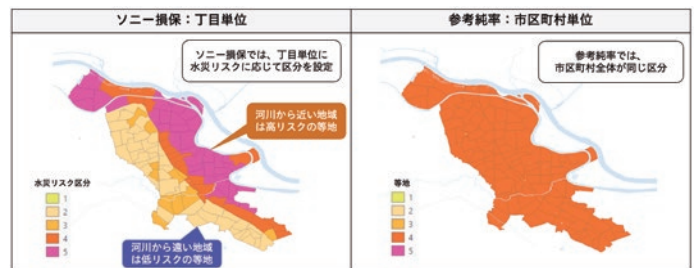 ソニー損保：丁目単位
参考純率：市区町村単位
ソニー損保では、丁目単位に
水災リスクに応じて区分を設定
河川から近い地域
は高リスクの等地
水災リスク区分
1
2
3
4
5
河川から遠い地域
は低リスクの等地
参考純率では、
市区町村全体が同じ区分
等地
1
2
3
4
5